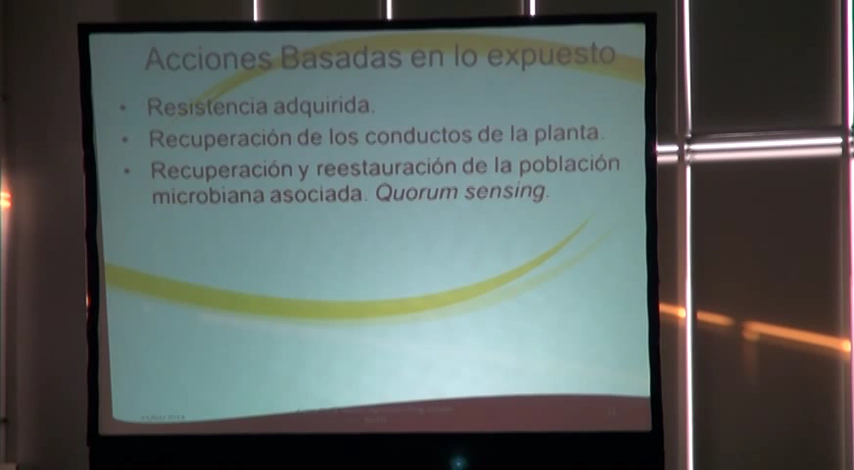 Acciones Basadas en lo expuesto
• Resistencia adquirida.
• Recuperación de los conductos de la planta.
• Recuperación y reestauración de la población
microbiana asociada. Quorum sensing.